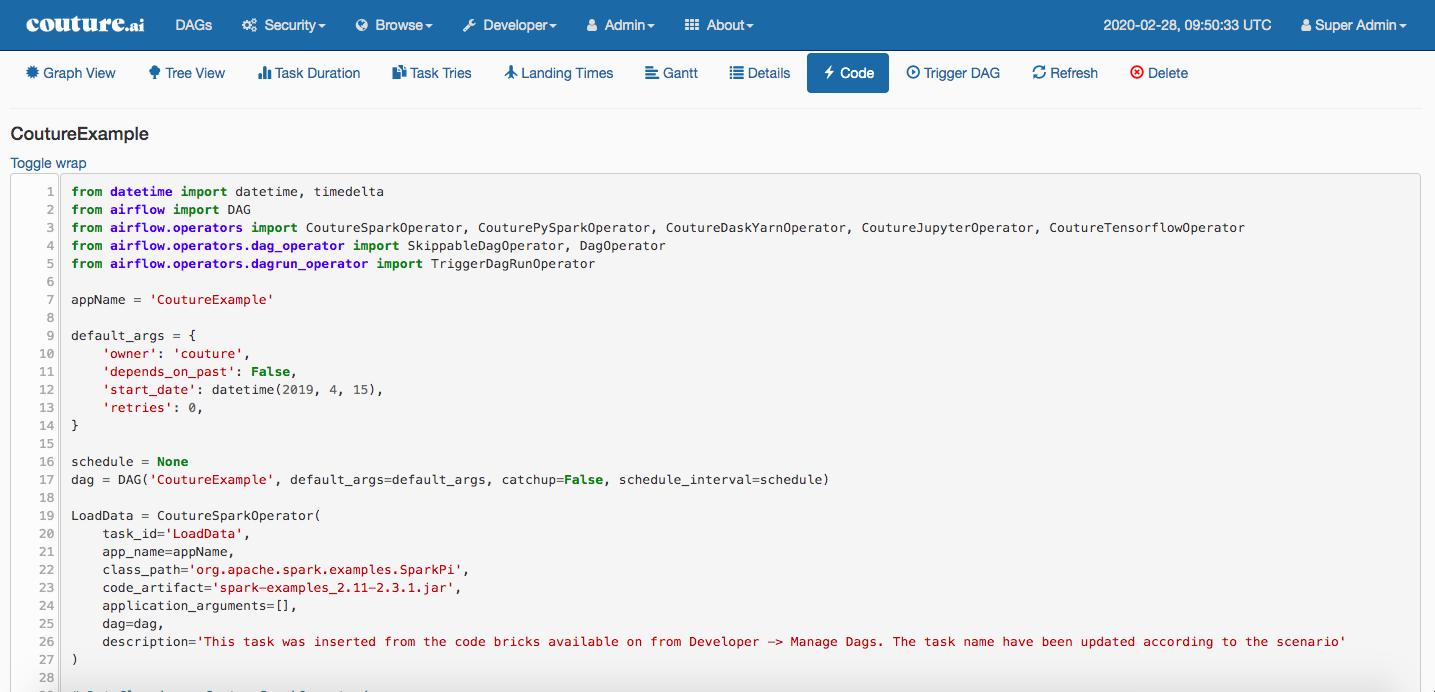 couture.ai DAGs Security Browse Developer Admin About 2020-02-28, 09:50:33 UTC Super Admin
Graph View Tree View Task Duration Task Tries Landing Times Gantt Details Code Trigger DAG Refresh Delete
CoutureExample
Toggle wrap
1 from datetime import datetime, timedelta
2 from airflow import DAG
3 from airflow.operators import CoutureSparkOperator, CouturePySparkOperator, CoutureDaskYarnOperator, CoutureJupyterOperator, CoutureTensorflowOperator
4 from airflow.operators.dag_operator import SkippableDagOperator, DagOperator
5 from airflow.operators.dagrun_operator import TriggerDagRunOperator
6
7 appName = 'CoutureExample'
8
9 default_args = {
10     'owner': 'couture',
11     'depends_on_past': False,
12     'start_date': datetime(2019, 4, 15),
13     'retries': 0,
14 }
15
16 schedule = None
17 dag = DAG('CoutureExample', default_args=default_args, catchup=False, schedule_interval=schedule)
18
19 LoadData = CoutureSparkOperator(
20     task_id='LoadData',
21     app_name=appName,
22     class_path='org.apache.spark.examples.SparkPi',
23     code_artifact='spark-examples_2.11-2.3.1.jar',
24     application_arguments=[],
25     dag=dag,
26     description='This task was inserted from the code bricks available on from Developer -> Manage Dags. The task name have been updated according to the scenario'
27 )
28